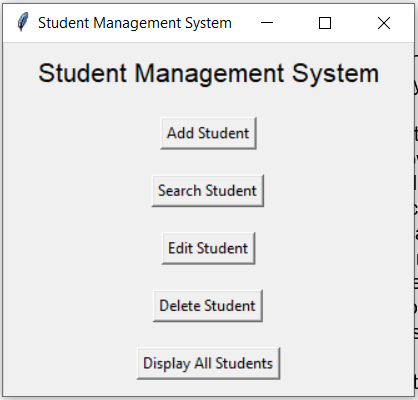 Student Management System
Student Management System
Add Student
Search Student
Edit Student
Delete Student
Display All Students